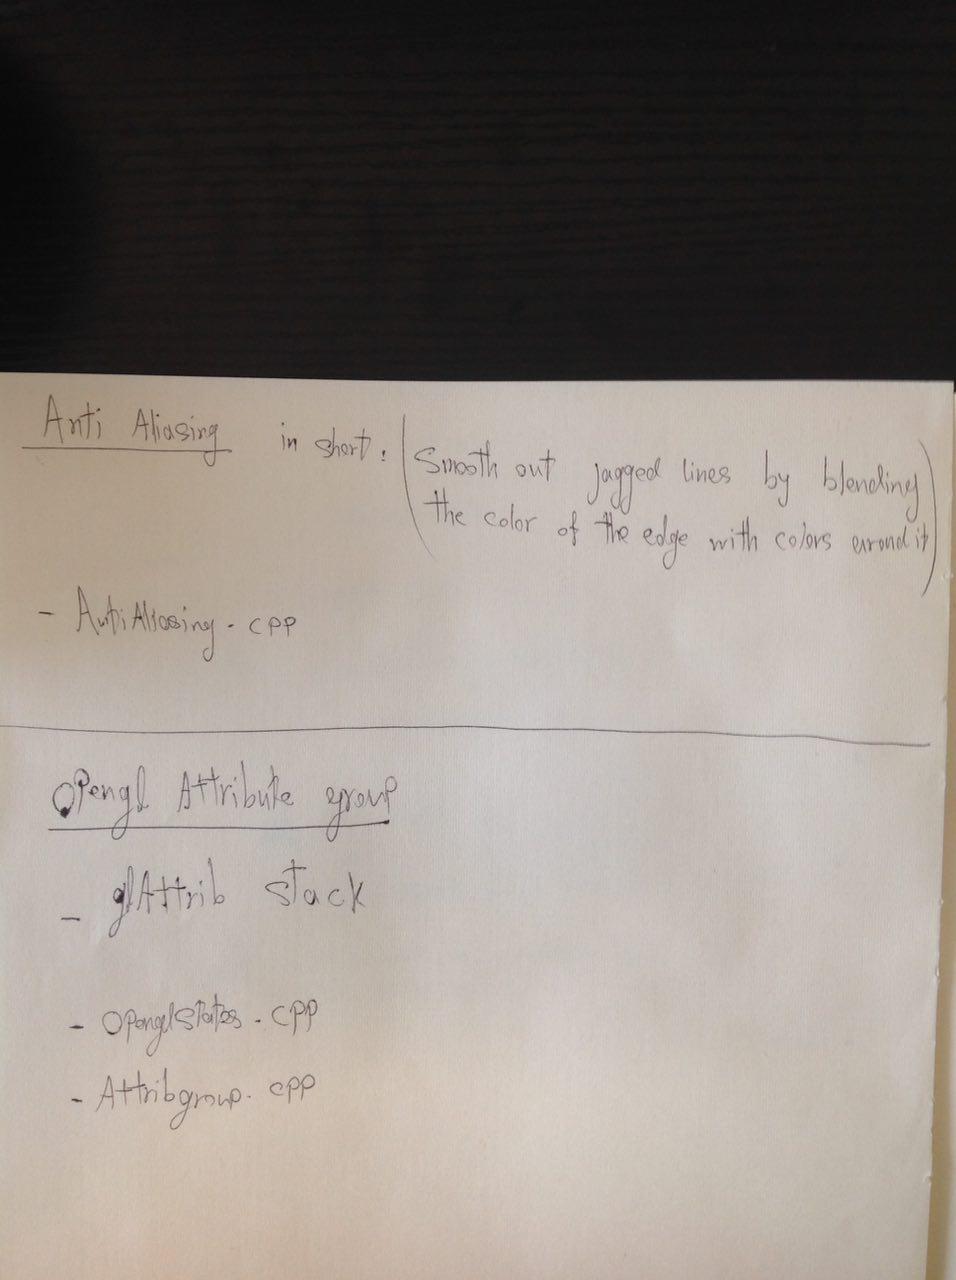 Anti Aliasing in short: (Smooth out jagged lines by blending
the color of the edge with colors around it)
- AntiAliasing.cpp
OPengl Attribute group
- glAttrib stack
- OPenglStates.cpp
- Attribgroup.cpp